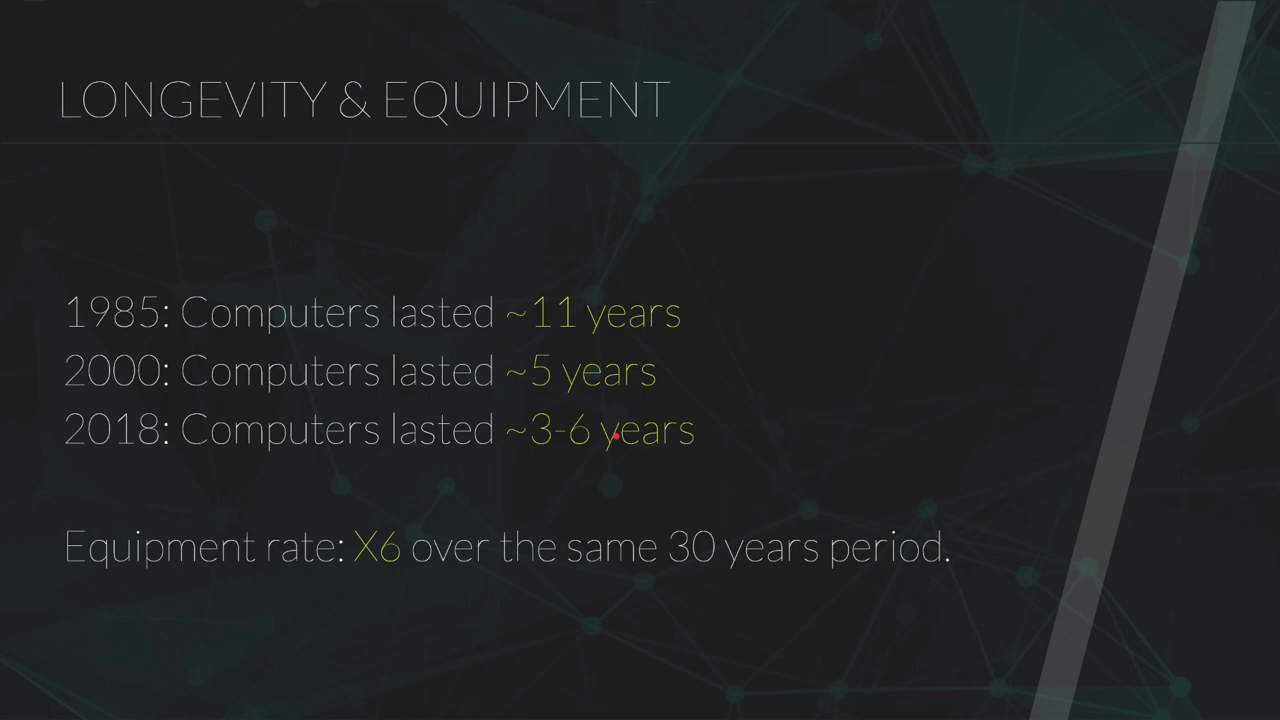 LONGEVITY & EQUIPMENT
1985: Computers lasted ~11 years
2000: Computers lasted ~5 years
2018: Computers lasted ~3-6 years
Equipment rate: X6 over the same 30 years period.